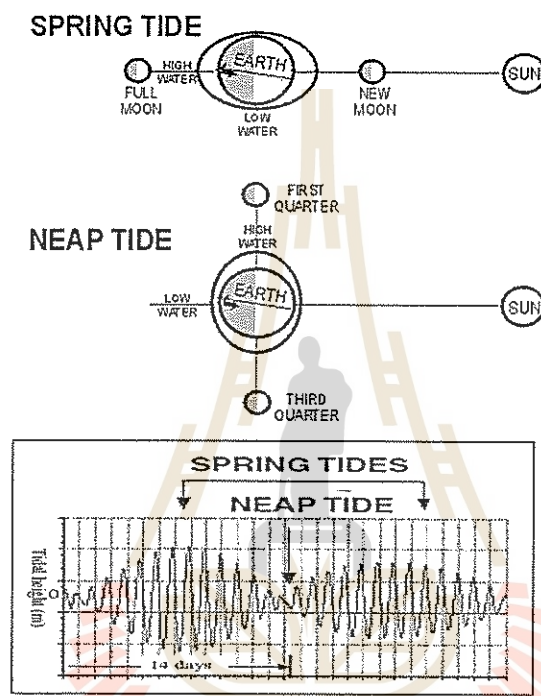 SPRING TIDE
HIGH
WATER
EARTH
SUN
FULL
MOON
LOW
WATER
NEW
MOON
FIRST
QUARTER
NEAP TIDE
HIGH
WATER
LOW
WATER
EARTH
SUN
THIRD
QUARTER
SPRING TIDES
NEAP TIDE
Tidal height (m)
0
14 days